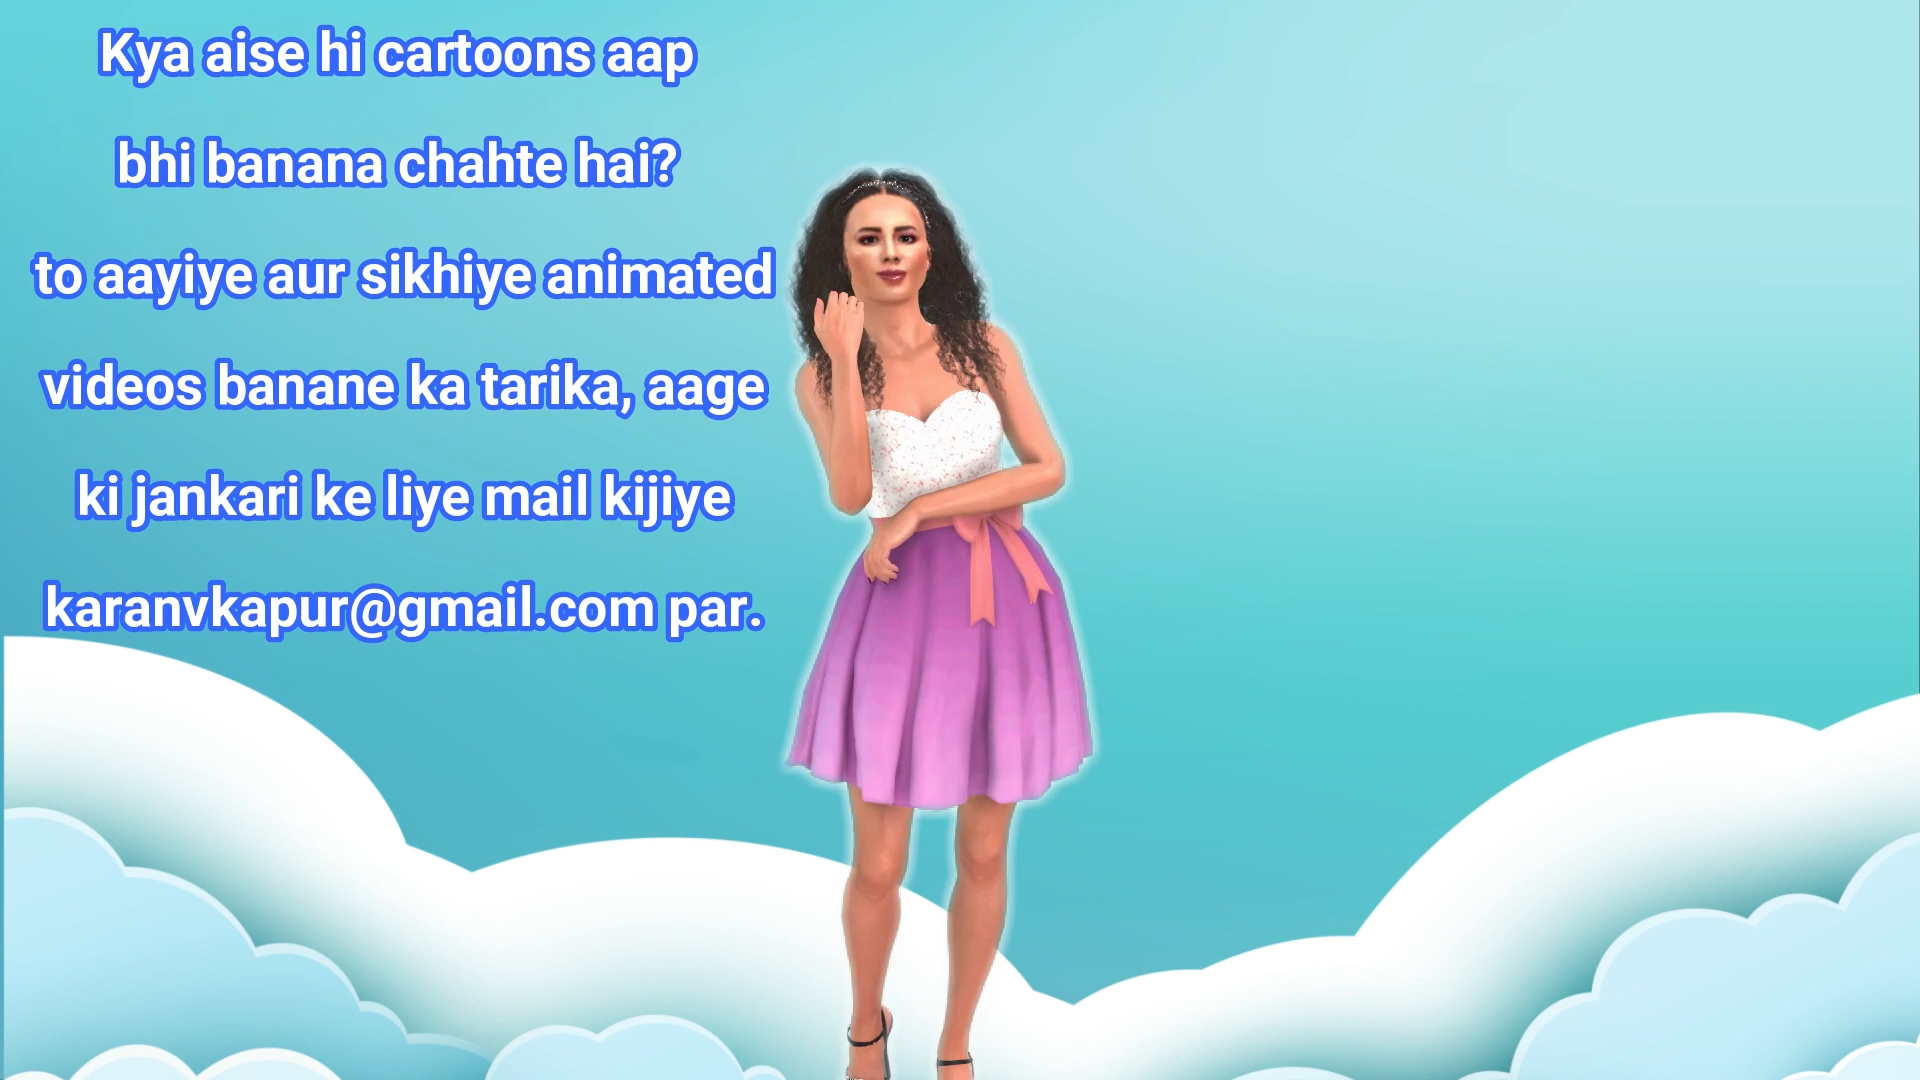 Kya aise hi cartoons aap
bhi banana chahte hai?
to aayiye aur sikhiye animated
videos banane ka tarika, aage
ki jankari ke liye mail kijiye
karanvkapur@gmail.com par.